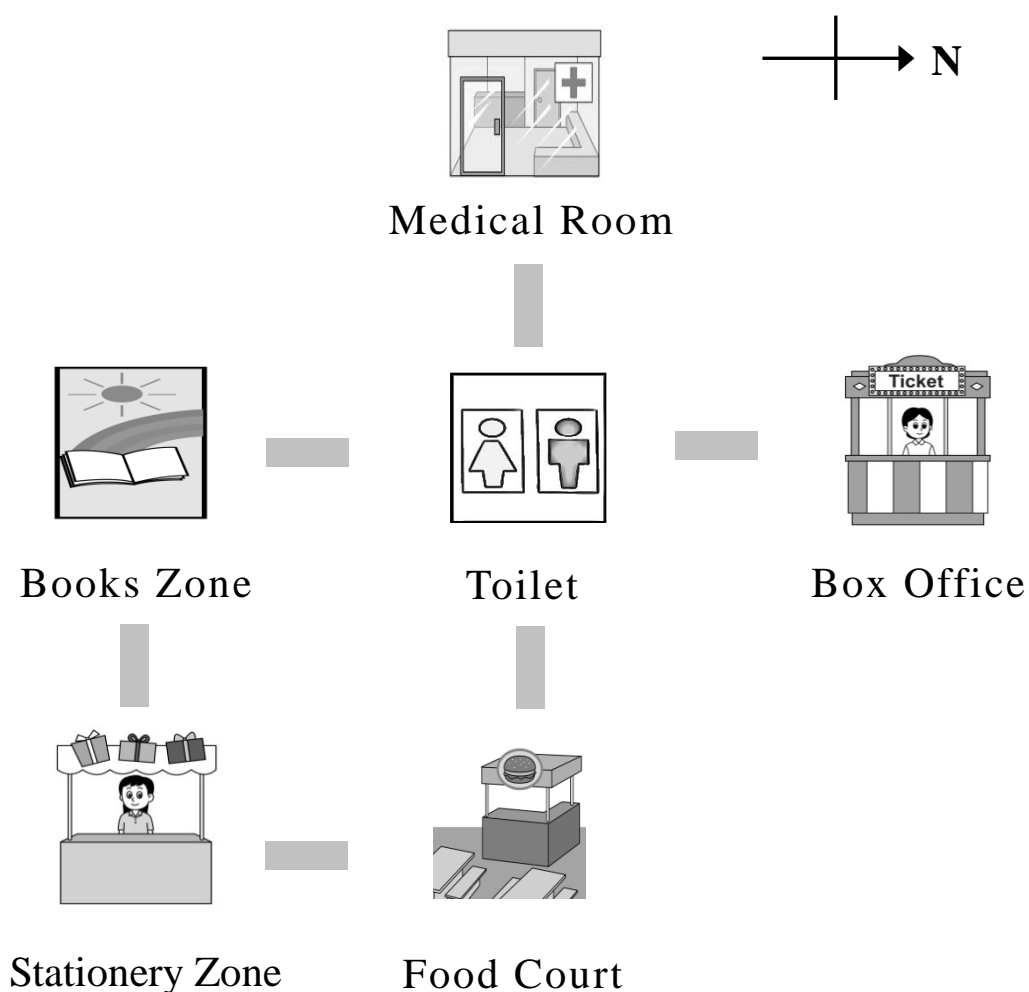 N
Medical Room
Ticket
Books Zone
Toilet
Box Office
Stationery Zone
Food Court